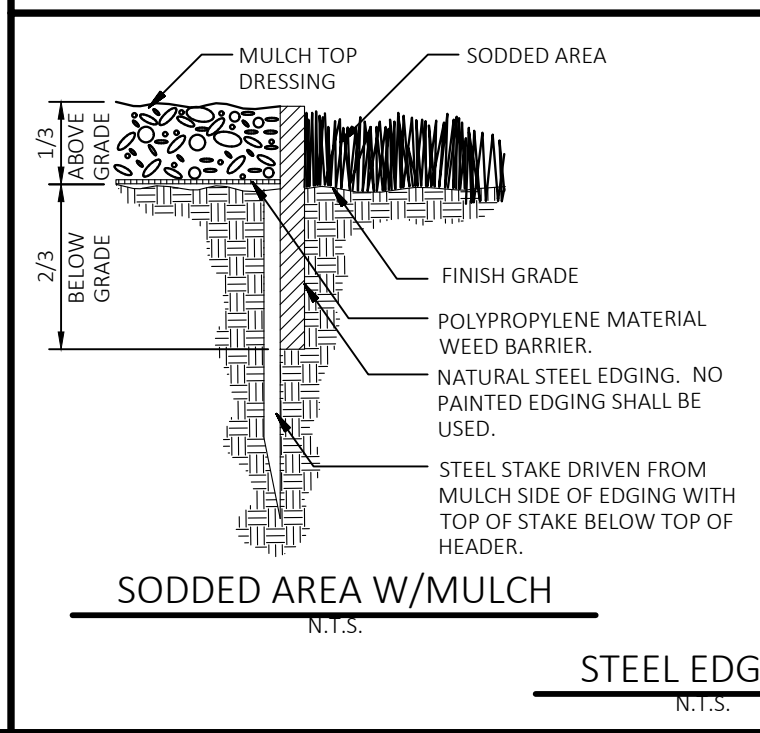 MULCH TOP
DRESSING
SODDED AREA
1/3
ABOVE
GRADE
2/3
BELOW
GRADE
FINISH GRADE
POLYPROPYLENE MATERIAL
WEED BARRIER.
NATURAL STEEL EDGING. NO
PAINTED EDGING SHALL BE
USED.
STEEL STAKE DRIVEN FROM
MULCH SIDE OF EDGING WITH
TOP OF STAKE BELOW TOP OF
HEADER.
SODDED AREA W/MULCH
N.T.S.
STEEL EDG
N.T.S.